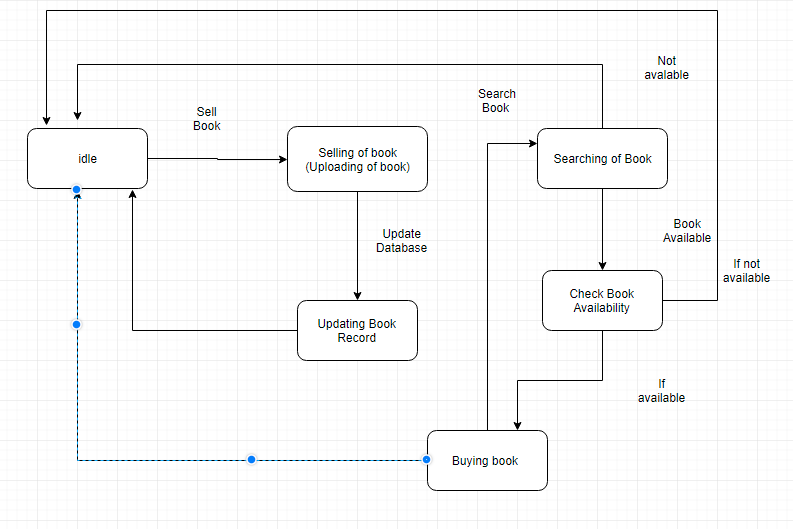 Not
avalable
Search
Book
Sell
Book
idle
Selling of book
(Uploading of book)
Searching of Book
Update
Database
Book
Available
If not
available
Check Book
Availability
Updating Book
Record
If
available
Buying book